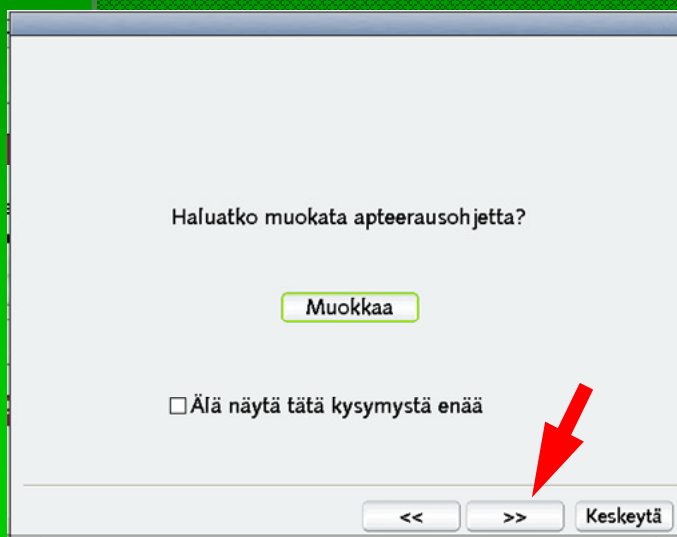 Haluatko muokata apteerausohjetta?
Muokkaa
Älä näytä tätä kysymystä enää
<< >> Keskeytä